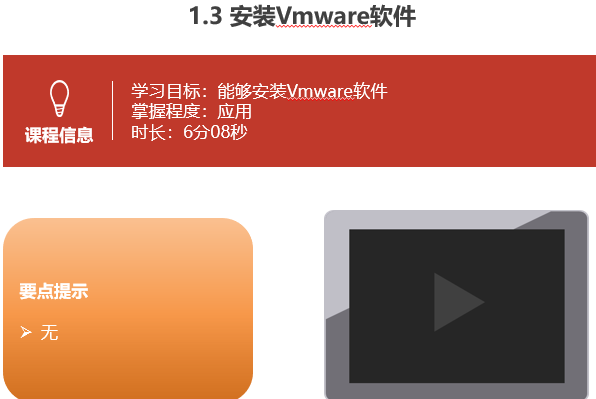 1.3 安装Vmware软件
课程信息
学习目标：能够安装Vmware软件
掌握程度：应用
时长：6分08秒
要点提示
➢ 无